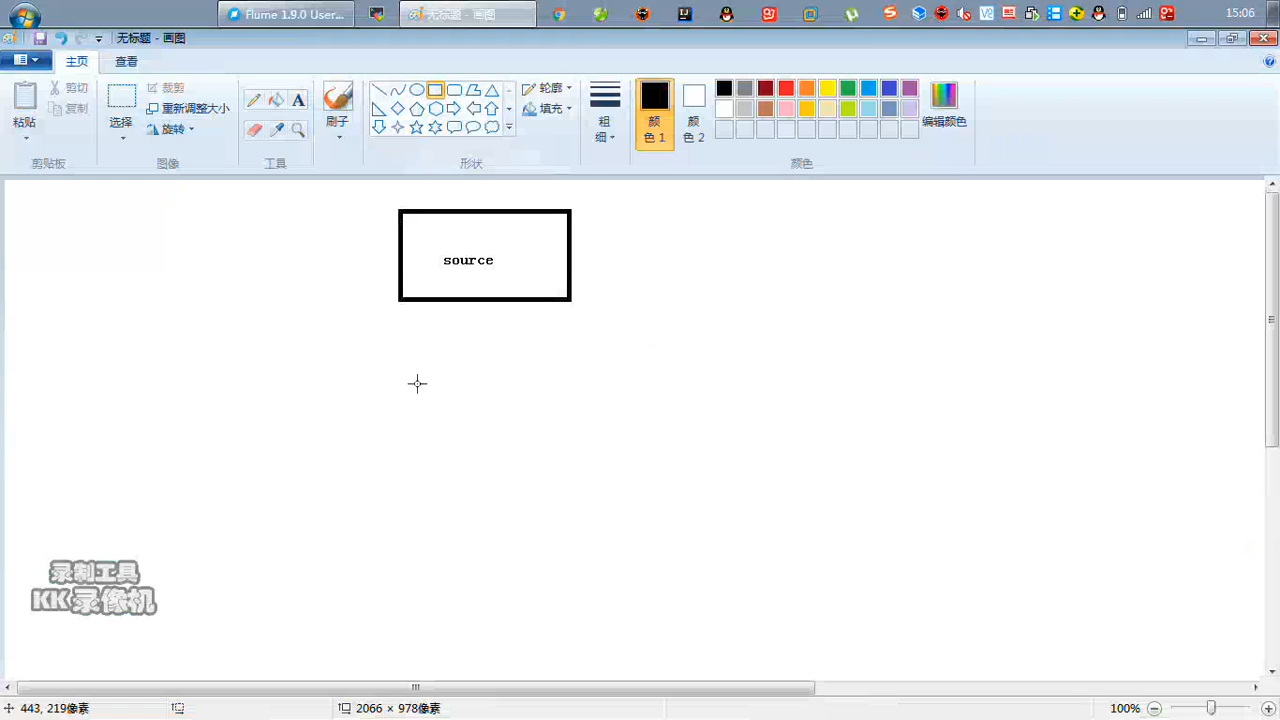 Flume 1.9.0 User...
无标题 - 画图
15:06
无标题 - 画图
主页
查看
粘贴
剪切
复制
剪贴板
选择
裁剪
重新调整大小
旋转
图像
A
工具
刷子
轮廓
填充
形状
粗细
颜色 1
颜色 2
编辑颜色
颜色
source
录制工具
KK录像机
443, 219像素
2066 × 978像素
100%